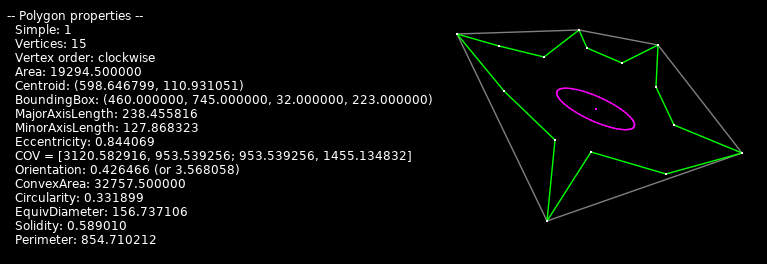 -- Polygon properties --
Simple: 1
Vertices: 15
Vertex order: clockwise
Area: 19294.500000
Centroid: (598.646799, 110.931051)
BoundingBox: (460.000000, 745.000000, 32.000000, 223.000000)
MajorAxisLength: 238.455816
MinorAxisLength: 127.868323
Eccentricity: 0.844069
COV = [3120.582916, 953.539256; 953.539256, 1455.134832]
Orientation: 0.426466 (or 3.568058)
ConvexArea: 32757.500000
Circularity: 0.331899
EquivDiameter: 156.737106
Solidity: 0.589010
Perimeter: 854.710212